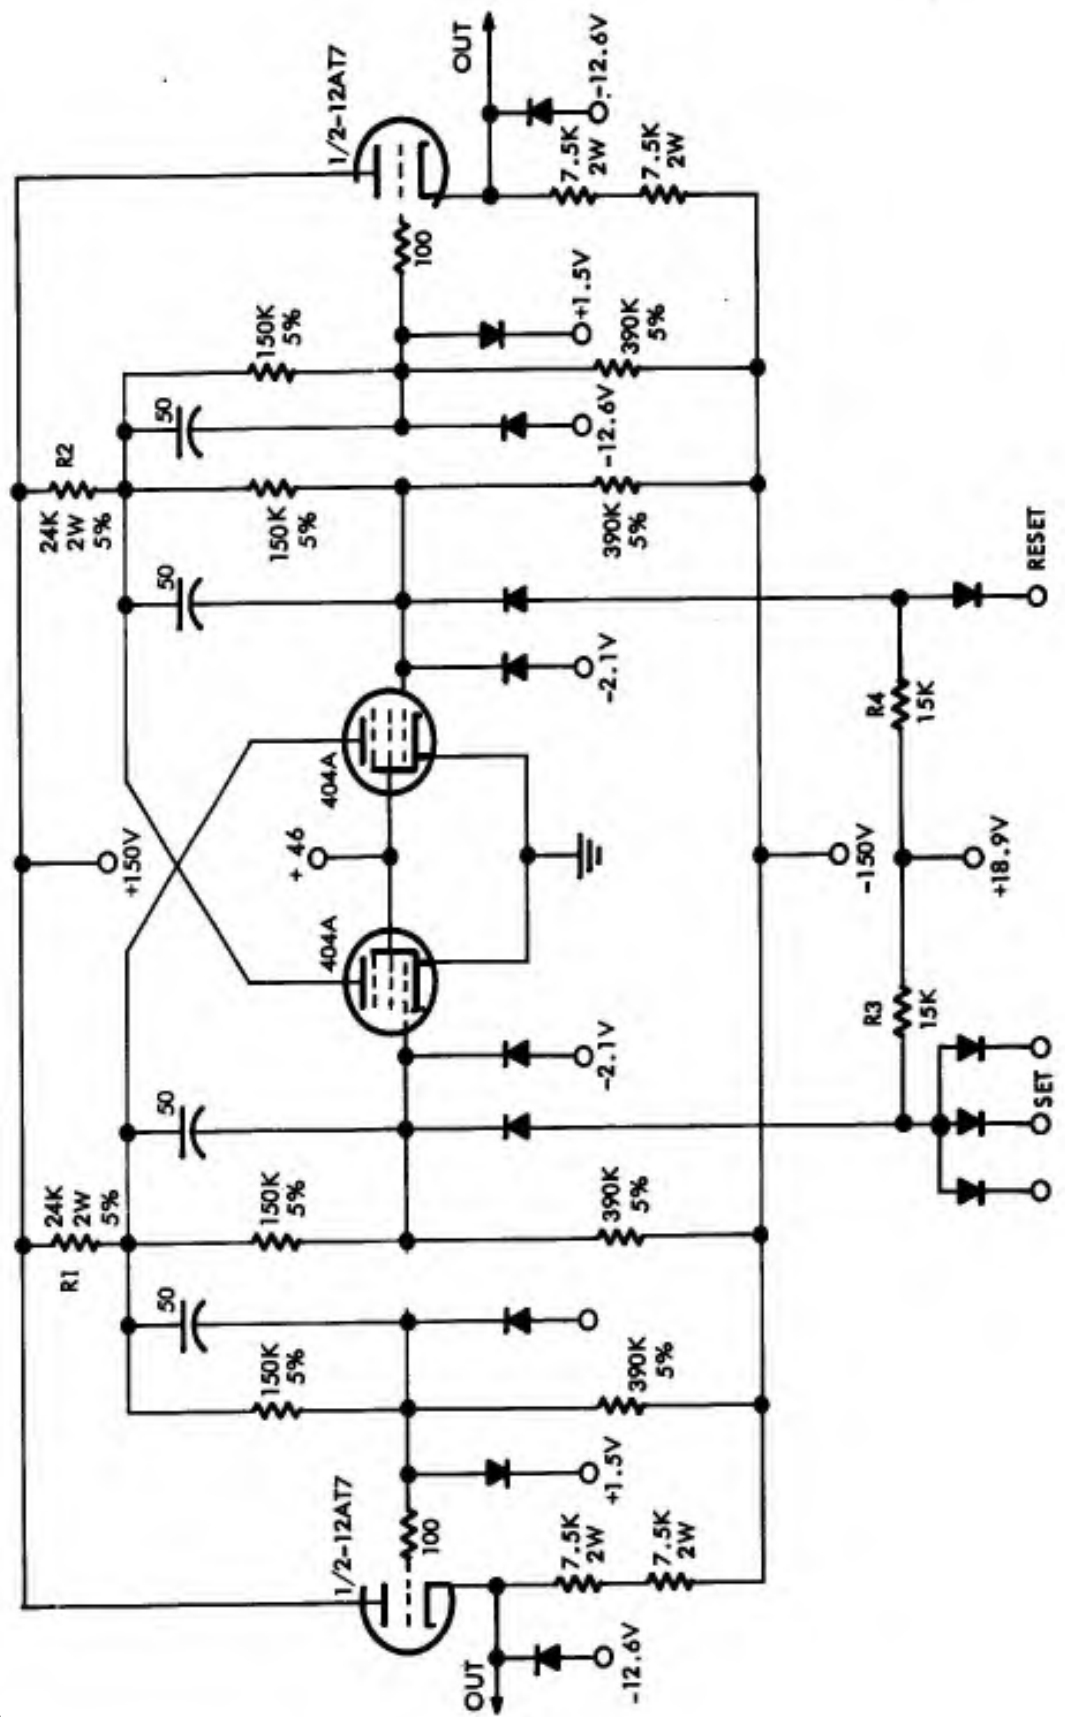 1/2-12AT7
OUT
-12.6V
7.5K
2W
7.5K
2W
100
+1.5V
150K
5%
390K
5%
50
-12.6V
R2
24K
2W
5%
150K
5%
390K
5%
50
-2.1V
RESET
R4
15K
404A
+150V
+46
-150V
+18.9V
404A
R3
15K
-2.1V
SET
50
24K
2W
5%
R1
150K
5%
390K
5%
50
150K
5%
390K
5%
+1.5V
1/2-12AT7
100
7.5K
2W
7.5K
2W
OUT
-12.6V